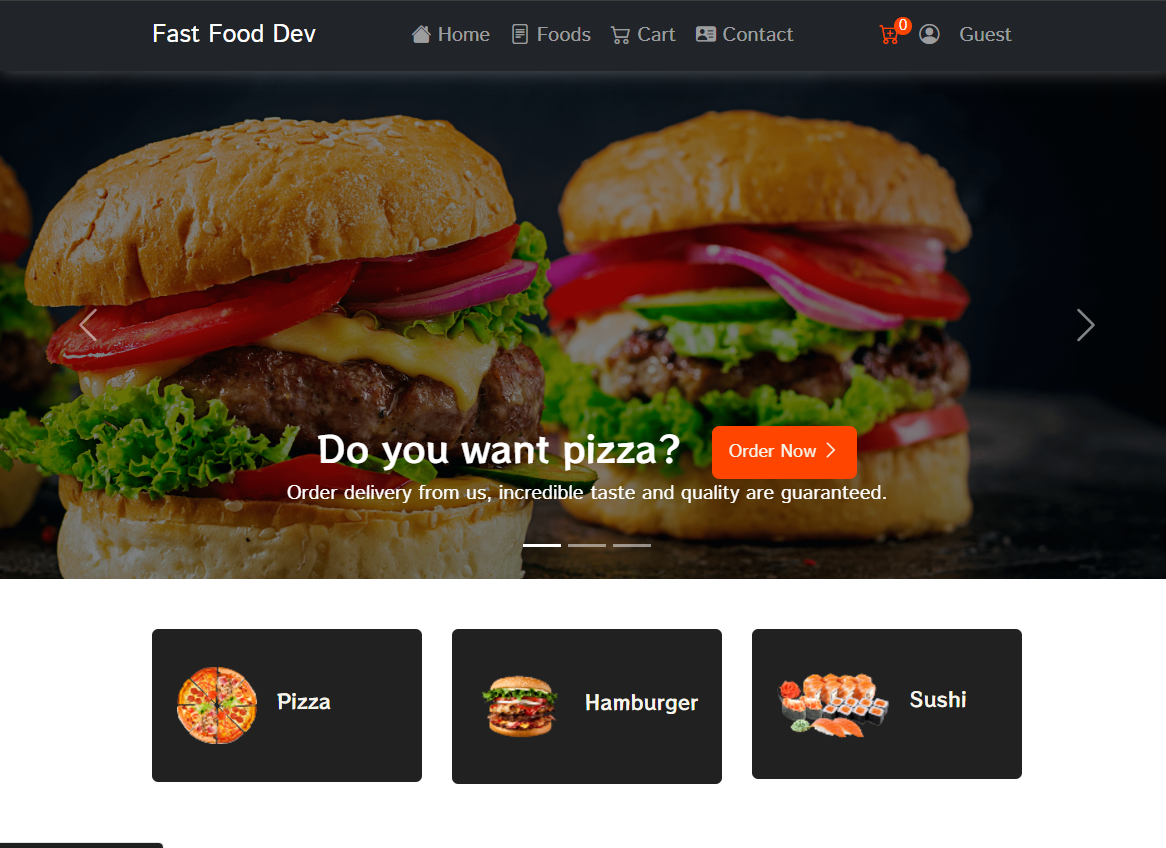 Fast Food Dev
Home Foods Cart Contact
0
Guest
Do you want pizza?
Order Now
Order delivery from us, incredible taste and quality are guaranteed.
Pizza
Hamburger
Sushi